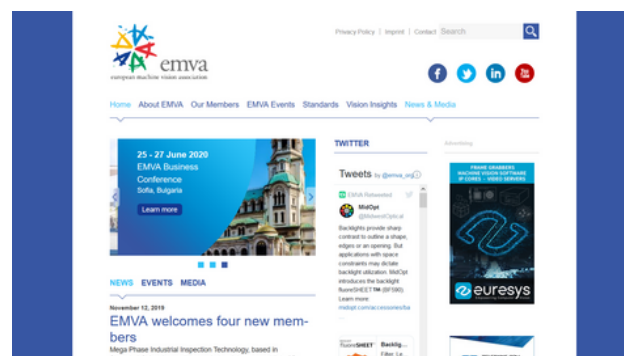 Privacy Policy | Imprint | Contact
Search
emva
european machine vision association
Home About EMVA Our Members EMVA Events Standards Vision Insights News & Media
25 - 27 June 2020
EMVA Business
Conference
Sofia, Bulgaria
Learn more
NEWS EVENTS MEDIA
November 12, 2019
EMVA welcomes four new mem-
bers
Mega Phase Industrial Inspection Technology, based in
TWITTER
Tweets by @emva_org
EMVA Retweeted
MidOpt
@MidwestOptical
Backlights provide sharp
contrast to outline a shape,
edges or an opening. But
applications with space
constraints may dictate
backlight utilization. MidOpt
introduces the backlight
fluoreSHEET™ (BF590).
Learn more
midopt.com/accessories/ba
...
fluoreSHEET™ Backlig...
Filter, Le...
Advertising
FRAME GRABBERS
MACHINE VISION SOFTWARE
IP CORES - VIDEO SERVERS
euresys